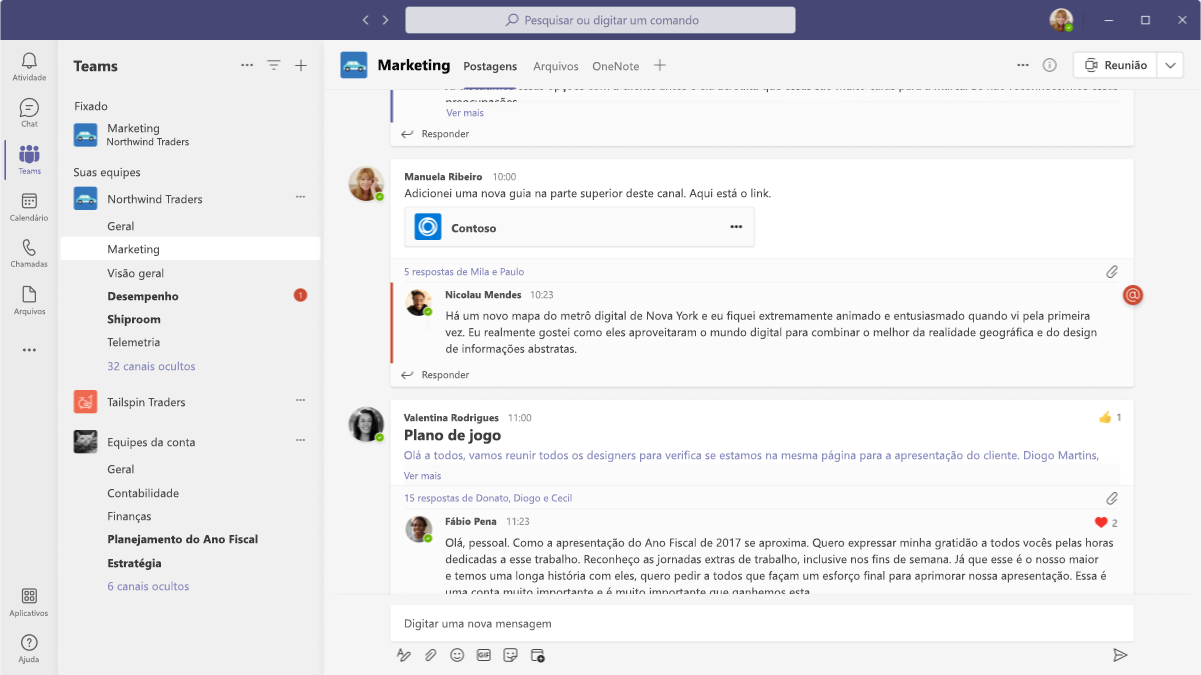 Pesquisar ou digitar um comando
Atividade
Chat
Teams
Calendário
Chamadas
Arquivos
Aplicativos
Ajuda
Teams
Fixado
Marketing
Northwind Traders
Suas equipes
Northwind Traders
Geral
Marketing
Visão geral
Desempenho
1
Shiproom
Telemetria
32 canais ocultos
Tailspin Traders
Equipes da conta
Geral
Contabilidade
Finanças
Planejamento do Ano Fiscal
Estratégia
6 canais ocultos
Marketing
Postagens
Arquivos
OneNote
Reunião
preocupações
Ver mais
Responder
Manuela Ribeiro 10:00
Adicionei uma nova guia na parte superior deste canal. Aqui está o link.
Contoso
5 respostas de Mila e Paulo
Nicolau Mendes 10:23
@
Há um novo mapa do metrô digital de Nova York e eu fiquei extremamente animado e entusiasmado quando vi pela primeira
vez. Eu realmente gostei como eles aproveitaram o mundo digital para combinar o melhor da realidade geográfica e do design
de informações abstratas.
Responder
Valentina Rodrigues 11:00
1
Plano de jogo
Olá a todos, vamos reunir todos os designers para verifica se estamos na mesma página para a apresentação do cliente. Diogo Martins,
Ver mais
15 respostas de Donato, Diogo e Cecil
Fábio Pena 11:23
2
Olá, pessoal. Como a apresentação do Ano Fiscal de 2017 se aproxima. Quero expressar minha gratidão a todos vocês pelas horas
dedicadas a esse trabalho. Reconheço as jornadas extras de trabalho, inclusive nos fins de semana. Já que esse é o nosso maior
e temos uma longa história com eles, quero pedir a todos que façam um esforço final para aprimorar nossa apresentação. Essa é
uma conta muito importante e é muito importante que ganhemos esta
Digitar uma nova mensagem
GIF